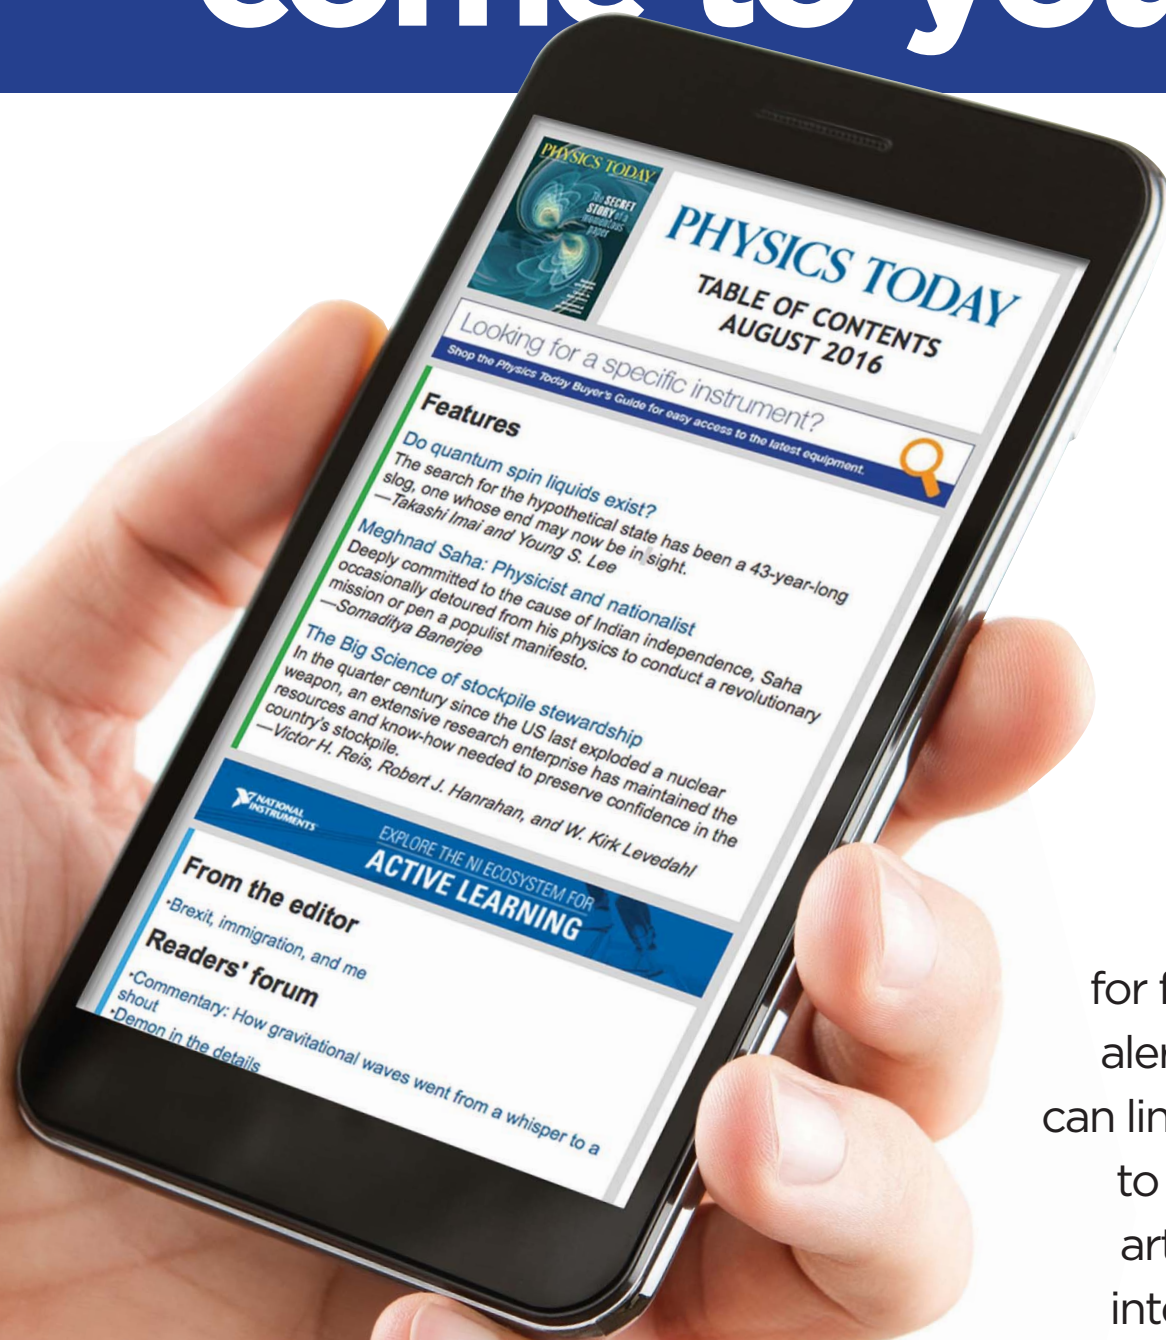 come to you
PHYSICS TODAY
The SECRET
STORY of a
momentous
paper
PHYSICS TODAY
TABLE OF CONTENTS
AUGUST 2016
Looking for a specific instrument?
Shop the Physics Today Buyer's Guide for easy access to the latest equipment.
Features
Do quantum spin liquids exist?
The search for the hypothetical state has been a 43-year-long
slog, one whose end may now be in sight.
—Takashi Imai and Young S. Lee
Meghnad Saha: Physicist and nationalist
Deeply committed to the cause of Indian independence, Saha
occasionally detoured from his physics to conduct a revolutionary
mission or pen a populist manifesto.
—Somaditya Banerjee
The Big Science of stockpile stewardship
In the quarter century since the US last exploded a nuclear
weapon, an extensive research enterprise has maintained the
resources and know-how needed to preserve confidence in the
country's stockpile.
—Victor H. Reis, Robert J. Hanrahan, and W. Kirk Levedahl
NATIONAL
INSTRUMENTS
EXPLORE THE NI ECOSYSTEM FOR
ACTIVE LEARNING
From the editor
•Brexit, immigration, and me
Readers' forum
•Commentary: How gravitational waves went from a whisper to a
shout
•Demon in the details
for f
aler
can lin
to
art
inte